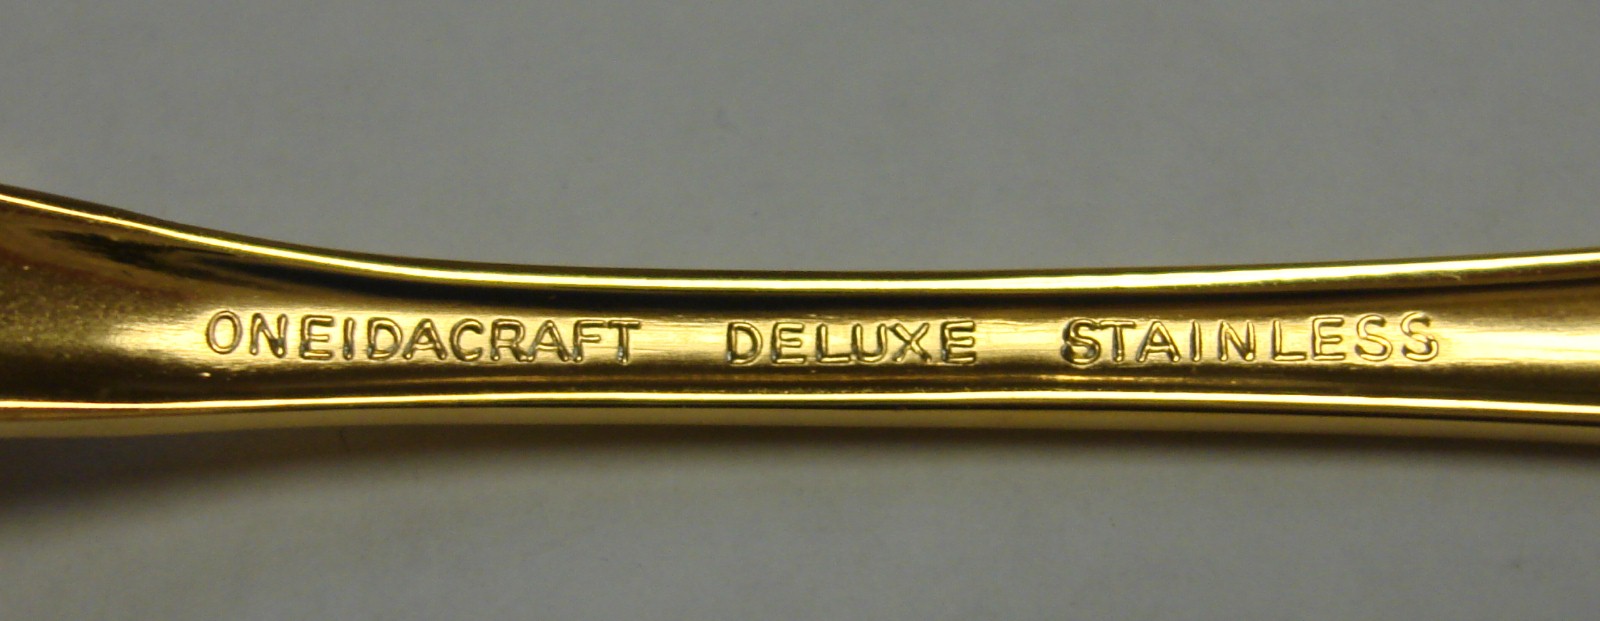 ONEIDACRAFT DELUXE STAINLESS